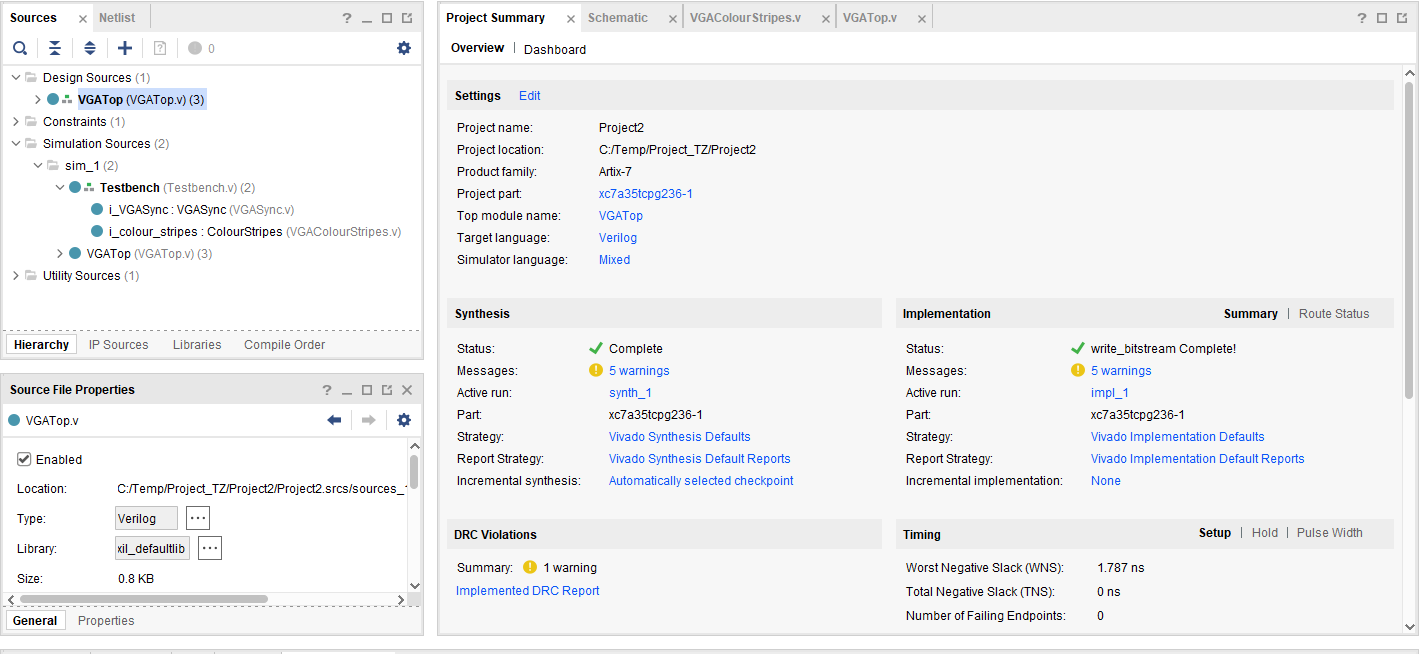 Sources
Netlist
0
Design Sources (1)
VGATop (VGATop.v) (3)
Constraints (1)
Simulation Sources (2)
sim_1 (2)
Testbench (Testbench.v) (2)
i_VGASync : VGASync (VGASync.v)
i_colour_stripes : ColourStripes (VGAColourStripes.v)
VGATop (VGATop.v) (3)
Utility Sources (1)
Hierarchy IP Sources Libraries Compile Order
Source File Properties
VGATop.v
Enabled
Location: C:/Temp/Project_TZ/Project2/Project2.srcs/sources_
Type: Verilog
Library: xil_defaultlib
Size: 0.8 KB
General Properties
Project Summary Schematic VGAColourStripes.v VGATop.v
Overview | Dashboard
Settings Edit
Project name: Project2
Project location: C:/Temp/Project_TZ/Project2
Product family: Artix-7
Project part: xc7a35tcpg236-1
Top module name: VGATop
Target language: Verilog
Simulator language: Mixed
Synthesis
Status: Complete
Messages: 5 warnings
Active run: synth_1
Part: xc7a35tcpg236-1
Strategy: Vivado Synthesis Defaults
Report Strategy: Vivado Synthesis Default Reports
Incremental synthesis: Automatically selected checkpoint
Implementation Summary | Route Status
Status: write_bitstream Complete!
Messages: 5 warnings
Active run: impl_1
Part: xc7a35tcpg236-1
Strategy: Vivado Implementation Defaults
Report Strategy: Vivado Implementation Default Reports
Incremental implementation: None
DRC Violations
Summary: 1 warning
Implemented DRC Report
Timing Setup | Hold | Pulse Width
Worst Negative Slack (WNS): 1.787 ns
Total Negative Slack (TNS): 0 ns
Number of Failing Endpoints: 0